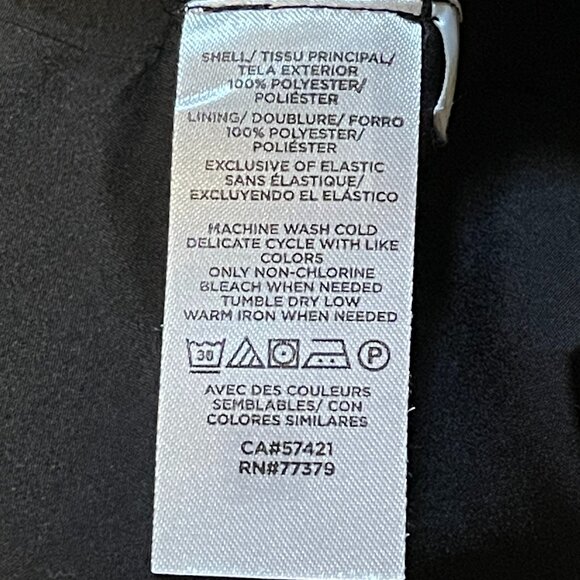 SHELL/ TISSU PRINCIPAL/
TELA EXTERIOR
100% POLYESTER/
POLIÉSTER
LINING/ DOUBLURE/ FORRO
100% POLYESTER/
POLIÉSTER
EXCLUSIVE OF ELASTIC
SANS ÉLASTIQUE/
EXCLUYENDO EL ELÁSTICO
MACHINE WASH COLD
DELICATE CYCLE WITH LIKE
COLORS
ONLY NON-CHLORINE
BLEACH WHEN NEEDED
TUMBLE DRY LOW
WARM IRON WHEN NEEDED
30 P
AVEC DES COULEURS
SEMBLABLES/ CON
COLORES SIMILARES
CA#57421
RN#77379